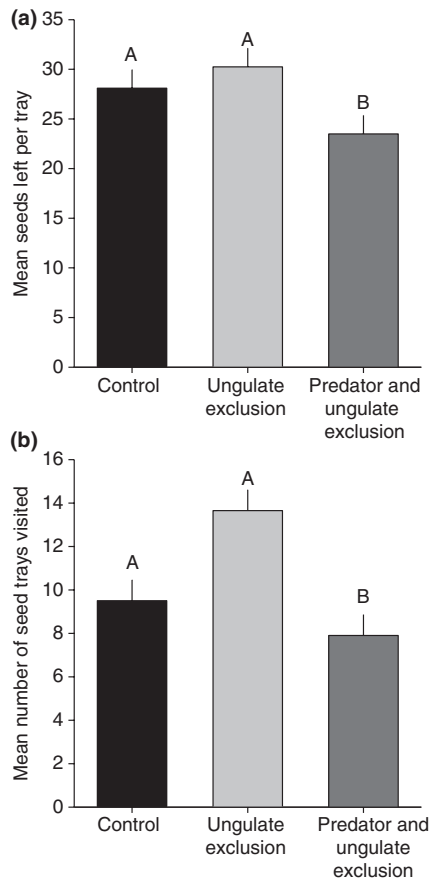 (a)
35
30
25
20
15
10
5
0
Mean seeds left per tray
A
A
B
Control
Ungulate
exclusion
Predator and
ungulate
exclusion
(b)
16
14
12
10
8
6
4
2
0
Mean number of seed trays visited
A
A
B
Control
Ungulate
exclusion
Predator and
ungulate
exclusion